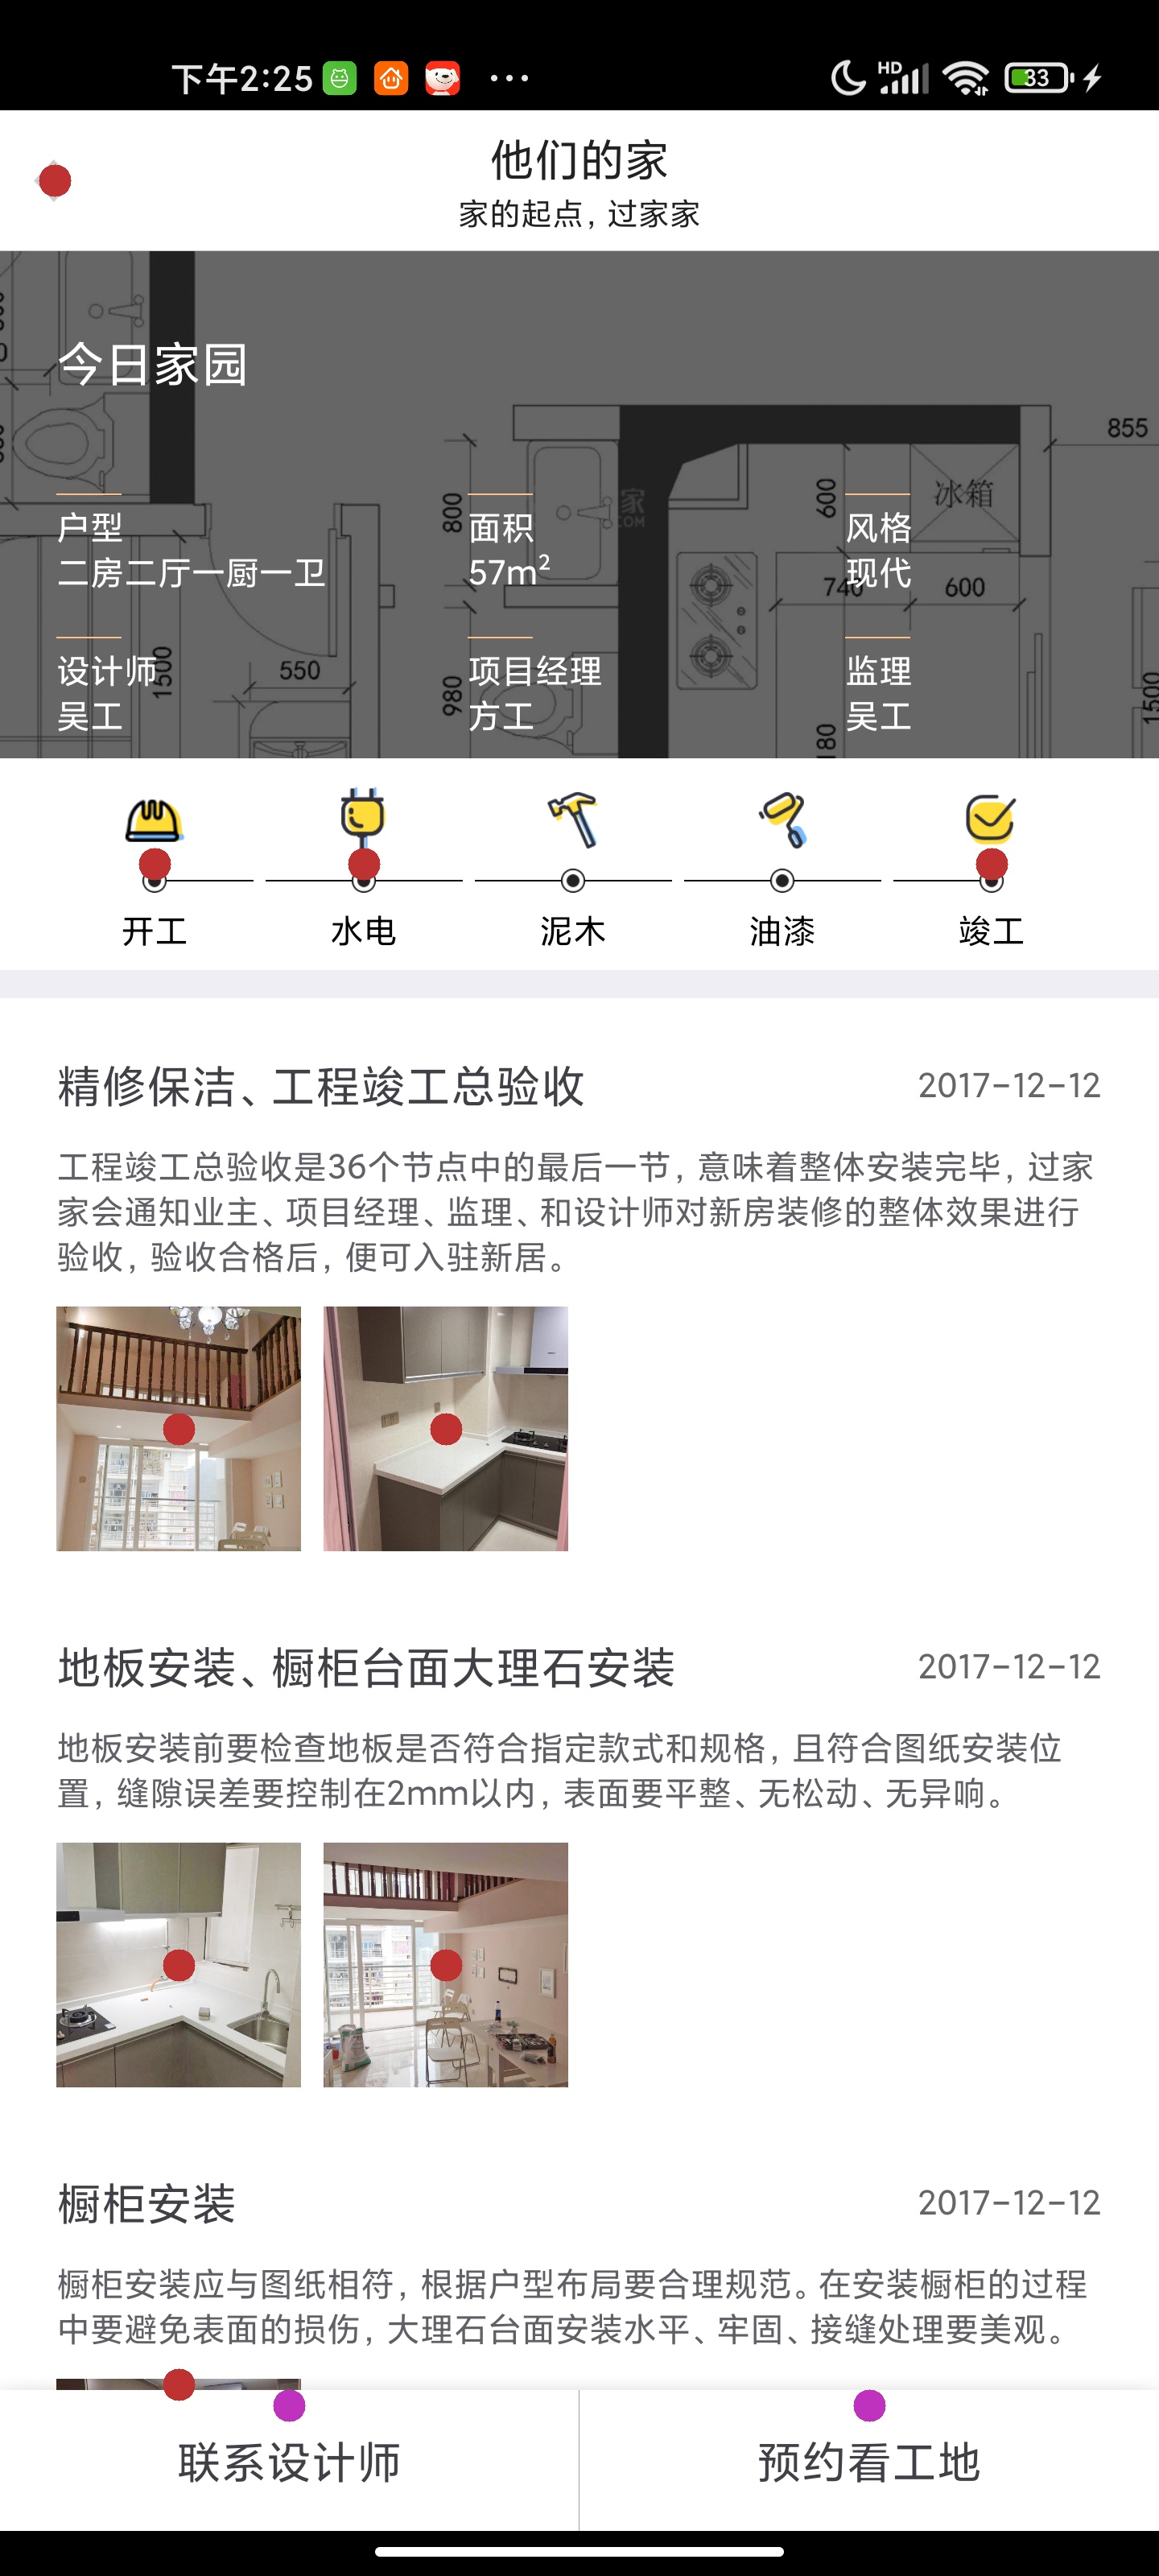 下午2:25
HD
33
他们的家
家的起点，过家家
今日家园
855
800
600
冰箱
户型
面积
风格
二房二厅一厨一卫
57m²
现代
740
600
设计师
1500
550
980
项目经理
监理
1500
吴工
方工
吴工
180
开工
水电
泥木
油漆
竣工
精修保洁、工程竣工总验收
2017-12-12
工程竣工总验收是36个节点中的最后一节，意味着整体安装完毕，过家
家会通知业主、项目经理、监理、和设计师对新房装修的整体效果进行
验收，验收合格后，便可入驻新居。
地板安装、橱柜台面大理石安装
2017-12-12
地板安装前要检查地板是否符合指定款式和规格，且符合图纸安装位
置，缝隙误差要控制在2mm以内，表面要平整、无松动、无异响。
橱柜安装
2017-12-12
橱柜安装应与图纸相符，根据户型布局要合理规范。在安装橱柜的过程
中要避免表面的损伤，大理石台面安装水平、牢固、接缝处理要美观。
联系设计师
预约看工地